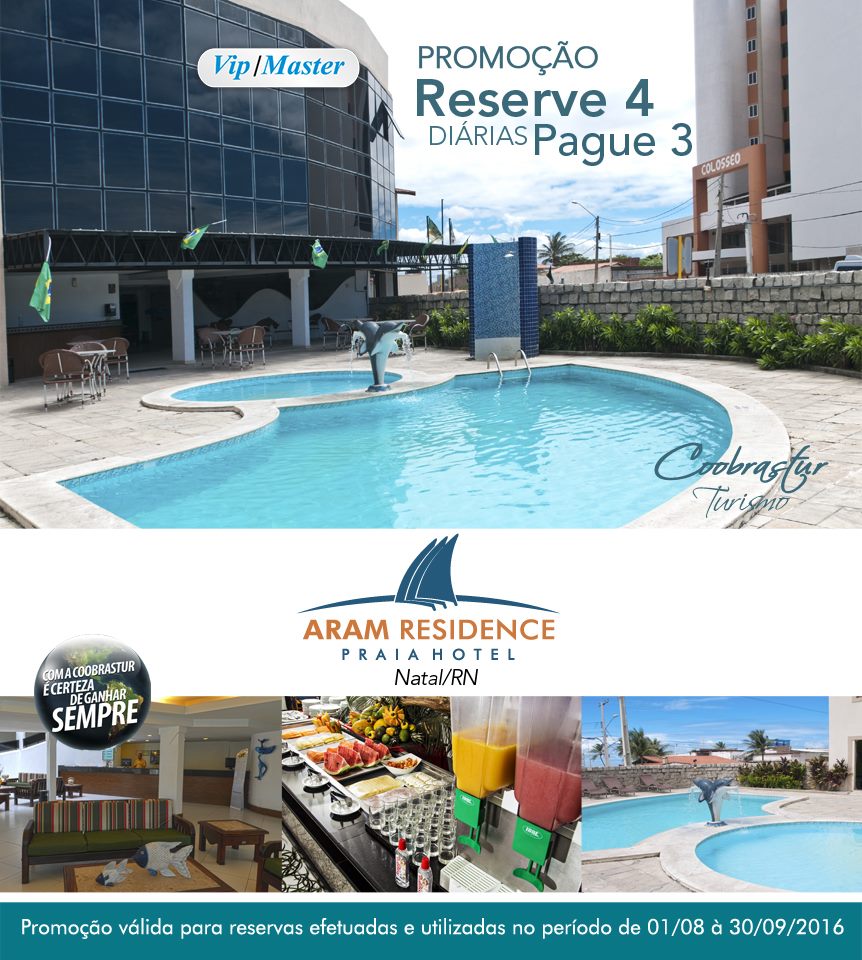 Vip/Master
PROMOÇÃO
Reserve 4
DIÁRIAS Pague 3
COLOSSEO
Coobrastur
Turismo
ARAM RESIDENCE
PRAIA HOTEL
Natal/RN
COM A COOBRASTUR
É CERTEZA
DE GANHAR
SEMPRE
Promoção válida para reservas efetuadas e utilizadas no período de 01/08 à 30/09/2016